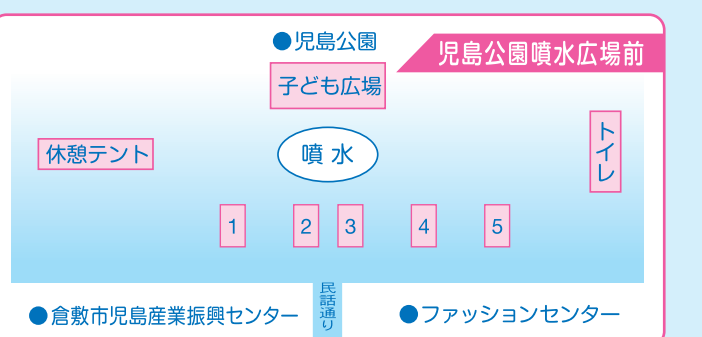 ●児島公園
児島公園噴水広場前
子ども広場
休憩テント
噴水
トイレ
1
2
3
4
5
民話通り
●倉敷市児島産業振興センター
●ファッションセンター